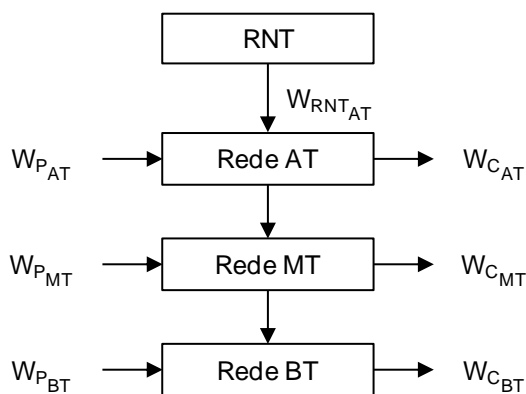 RNT
W_RNT_AT
W_P_AT Rede AT W_C_AT
W_P_MT Rede MT W_C_MT
W_P_BT Rede BT W_C_BT